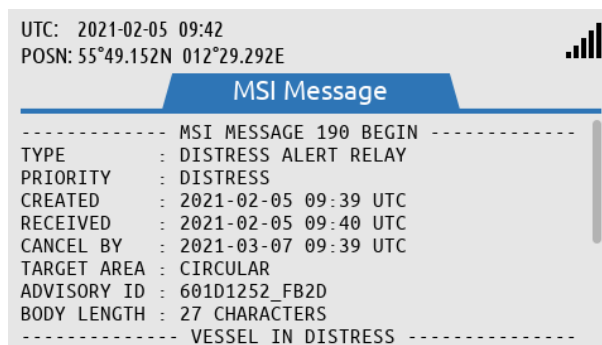 UTC: 2021-02-05 09:42
POSN: 55°49.152N 012°29.292E
MSI Message
------------- MSI MESSAGE 190 BEGIN -------------
TYPE : DISTRESS ALERT RELAY
PRIORITY : DISTRESS
CREATED : 2021-02-05 09:39 UTC
RECEIVED : 2021-02-05 09:40 UTC
CANCEL BY : 2021-03-07 09:39 UTC
TARGET AREA : CIRCULAR
ADVISORY ID : 601D1252_FB2D
BODY LENGTH : 27 CHARACTERS
-------------- VESSEL IN DISTRESS ---------------